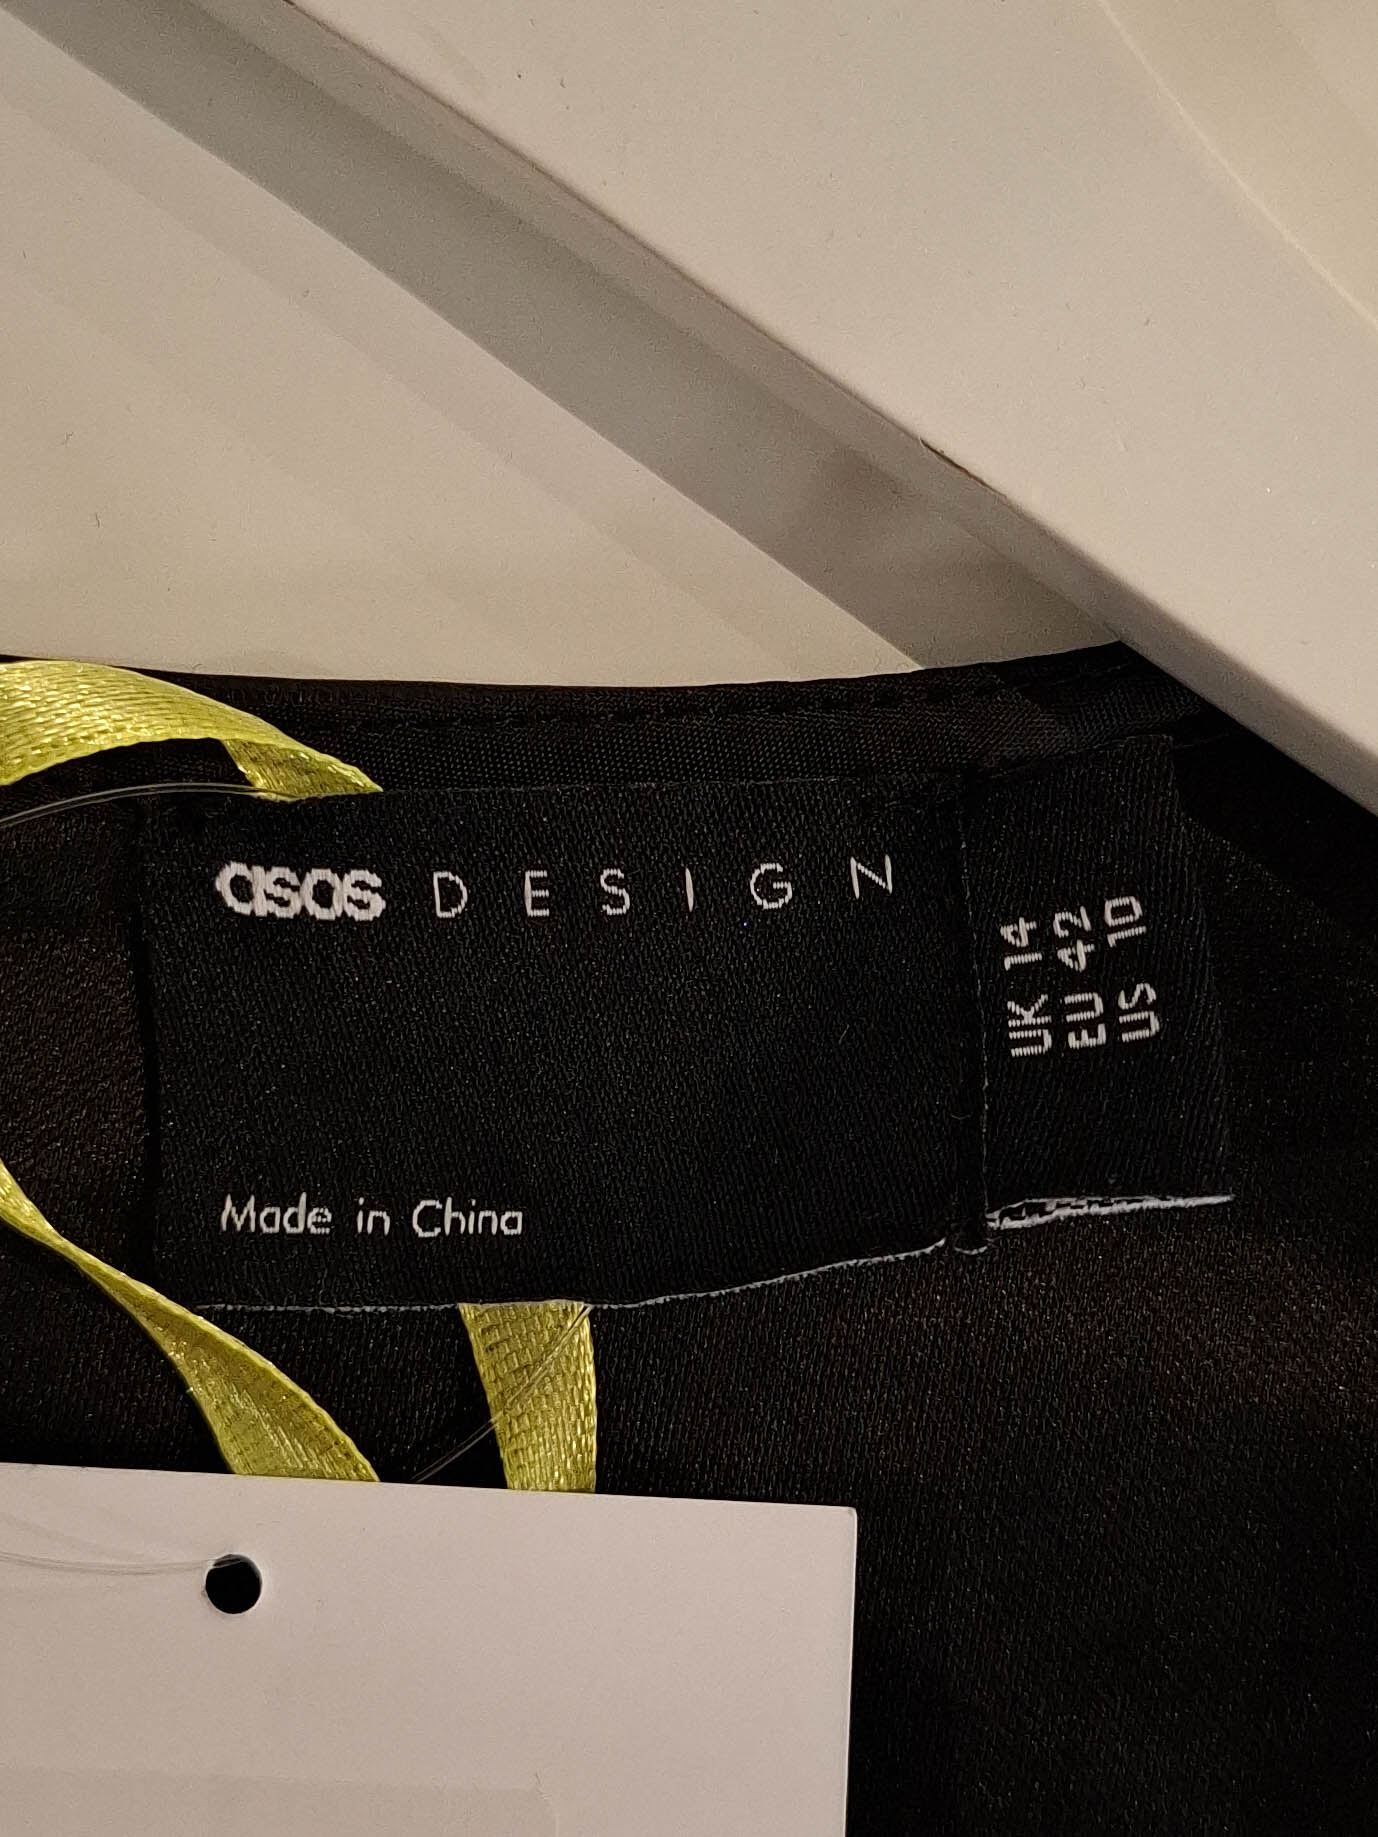 asos DESIGN
Made in China
UK 14
EU 42
US 10